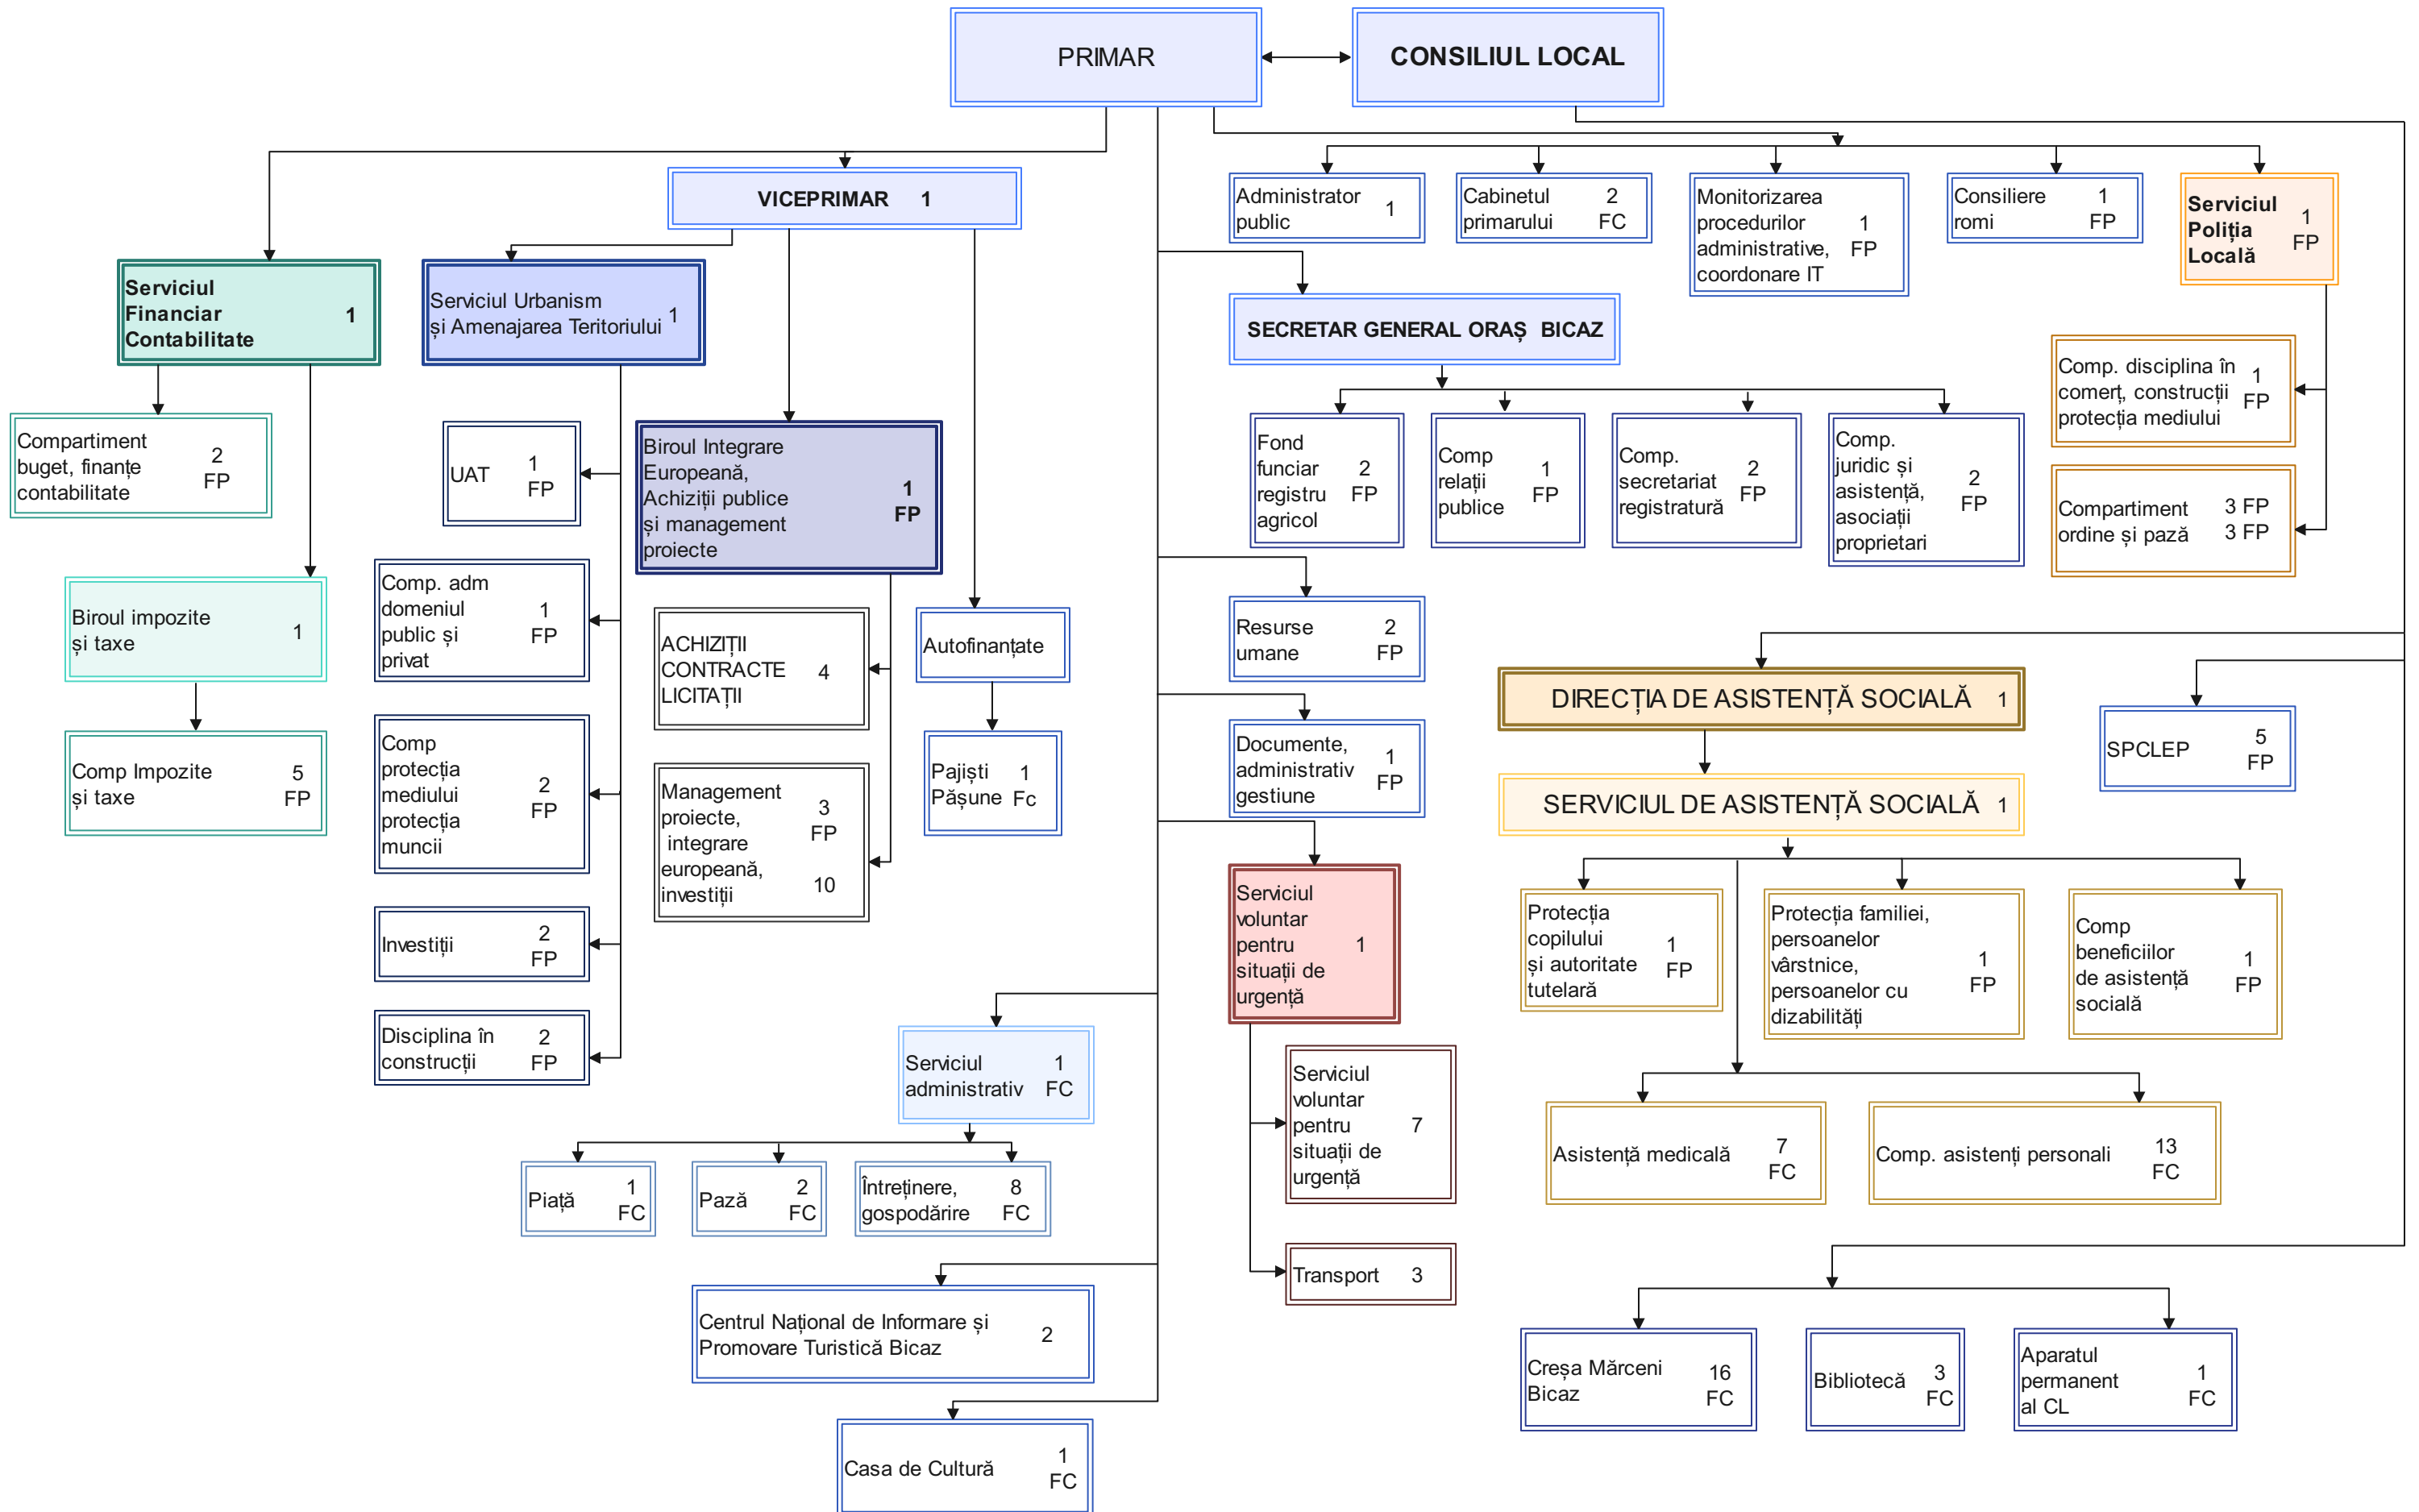 PRIMAR
CONSILIUL LOCAL
VICEPRIMAR 1
Administrator
public
1
Cabinetul
primarului
2
FC
Monitorizarea
procedurilor
administrative,
coordonare IT
1
FP
Consiliere
romi
1
FP
Serviciul
Poliția
Locală
1
FP
Serviciul
Financiar
Contabilitate
1
Serviciul Urbanism
și Amenajarea Teritoriului
1
SECRETAR GENERAL ORAȘ BICAZ
Comp. disciplina în
comerț, construcții
protecția mediului
1
FP
Compartiment
buget, finanțe
contabilitate
2
FP
UAT
1
FP
Biroul Integrare
Europeană,
Achiziții publice
și management
proiecte
1
FP
Fond
funciar
registru
agricol
2
FP
Comp
relații
publice
1
FP
Comp.
secretariat
registratură
2
FP
Comp.
juridic și
asistență,
asociații
proprietari
2
FP
Compartiment
ordine și pază
3 FP
3 FP
Biroul impozite
și taxe
1
Comp. adm
domeniul
public și
privat
1
FP
ACHIZIȚII
CONTRACTE
LICITAȚII
4
Autofinanțate
Resurse
umane
2
FP
DIRECȚIA DE ASISTENȚĂ SOCIALĂ 1
Comp Impozite
și taxe
5
FP
Comp
protecția
mediului
protecția
muncii
2
FP
Management
proiecte,
integrare
europeană,
investiții
3
FP
10
Pajiști
Pășune
1
Fc
Documente,
administrativ
gestiune
1
FP
SPCLEP
5
FP
SERVICIUL DE ASISTENȚĂ SOCIALĂ 1
Investiții
2
FP
Serviciul
voluntar
pentru
situații de
urgență
1
Protecția
copilului
și autoritate
tutelară
1
FP
Protecția familiei,
persoanelor
vârstnice,
persoanelor cu
dizabilități
1
FP
Comp
beneficiilor
de asistență
socială
1
FP
Disciplina în
construcții
2
FP
Serviciul
administrativ
1
FC
Serviciul
voluntar
pentru
situații de
urgență
7
Asistență medicală
7
FC
Comp. asistenți personali
13
FC
Piață
1
FC
Pază
2
FC
Întreținere,
gospodărire
8
FC
Transport 3
Centrul Național de Informare și
Promovare Turistică Bicaz
2
Creșa Mărceni
Bicaz
16
FC
Bibliotecă
3
FC
Aparatul
permanent
al CL
1
FC
Casa de Cultură
1
FC